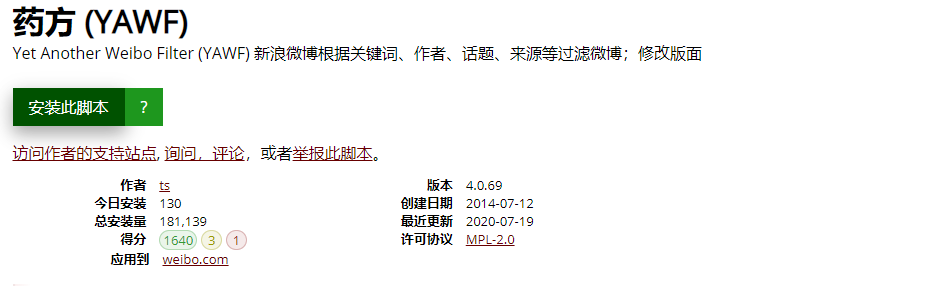 药方 (YAWF)
Yet Another Weibo Filter (YAWF) 新浪微博根据关键词、作者、话题、来源等过滤微博；修改版面
安装此脚本 ?
访问作者的支持站点, 询问，评论，或者举报此脚本。
作者 ts 版本 4.0.69
今日安装 130 创建日期 2014-07-12
总安装量 181,139 最近更新 2020-07-19
得分 1640 3 1 许可协议 MPL-2.0
应用到 weibo.com